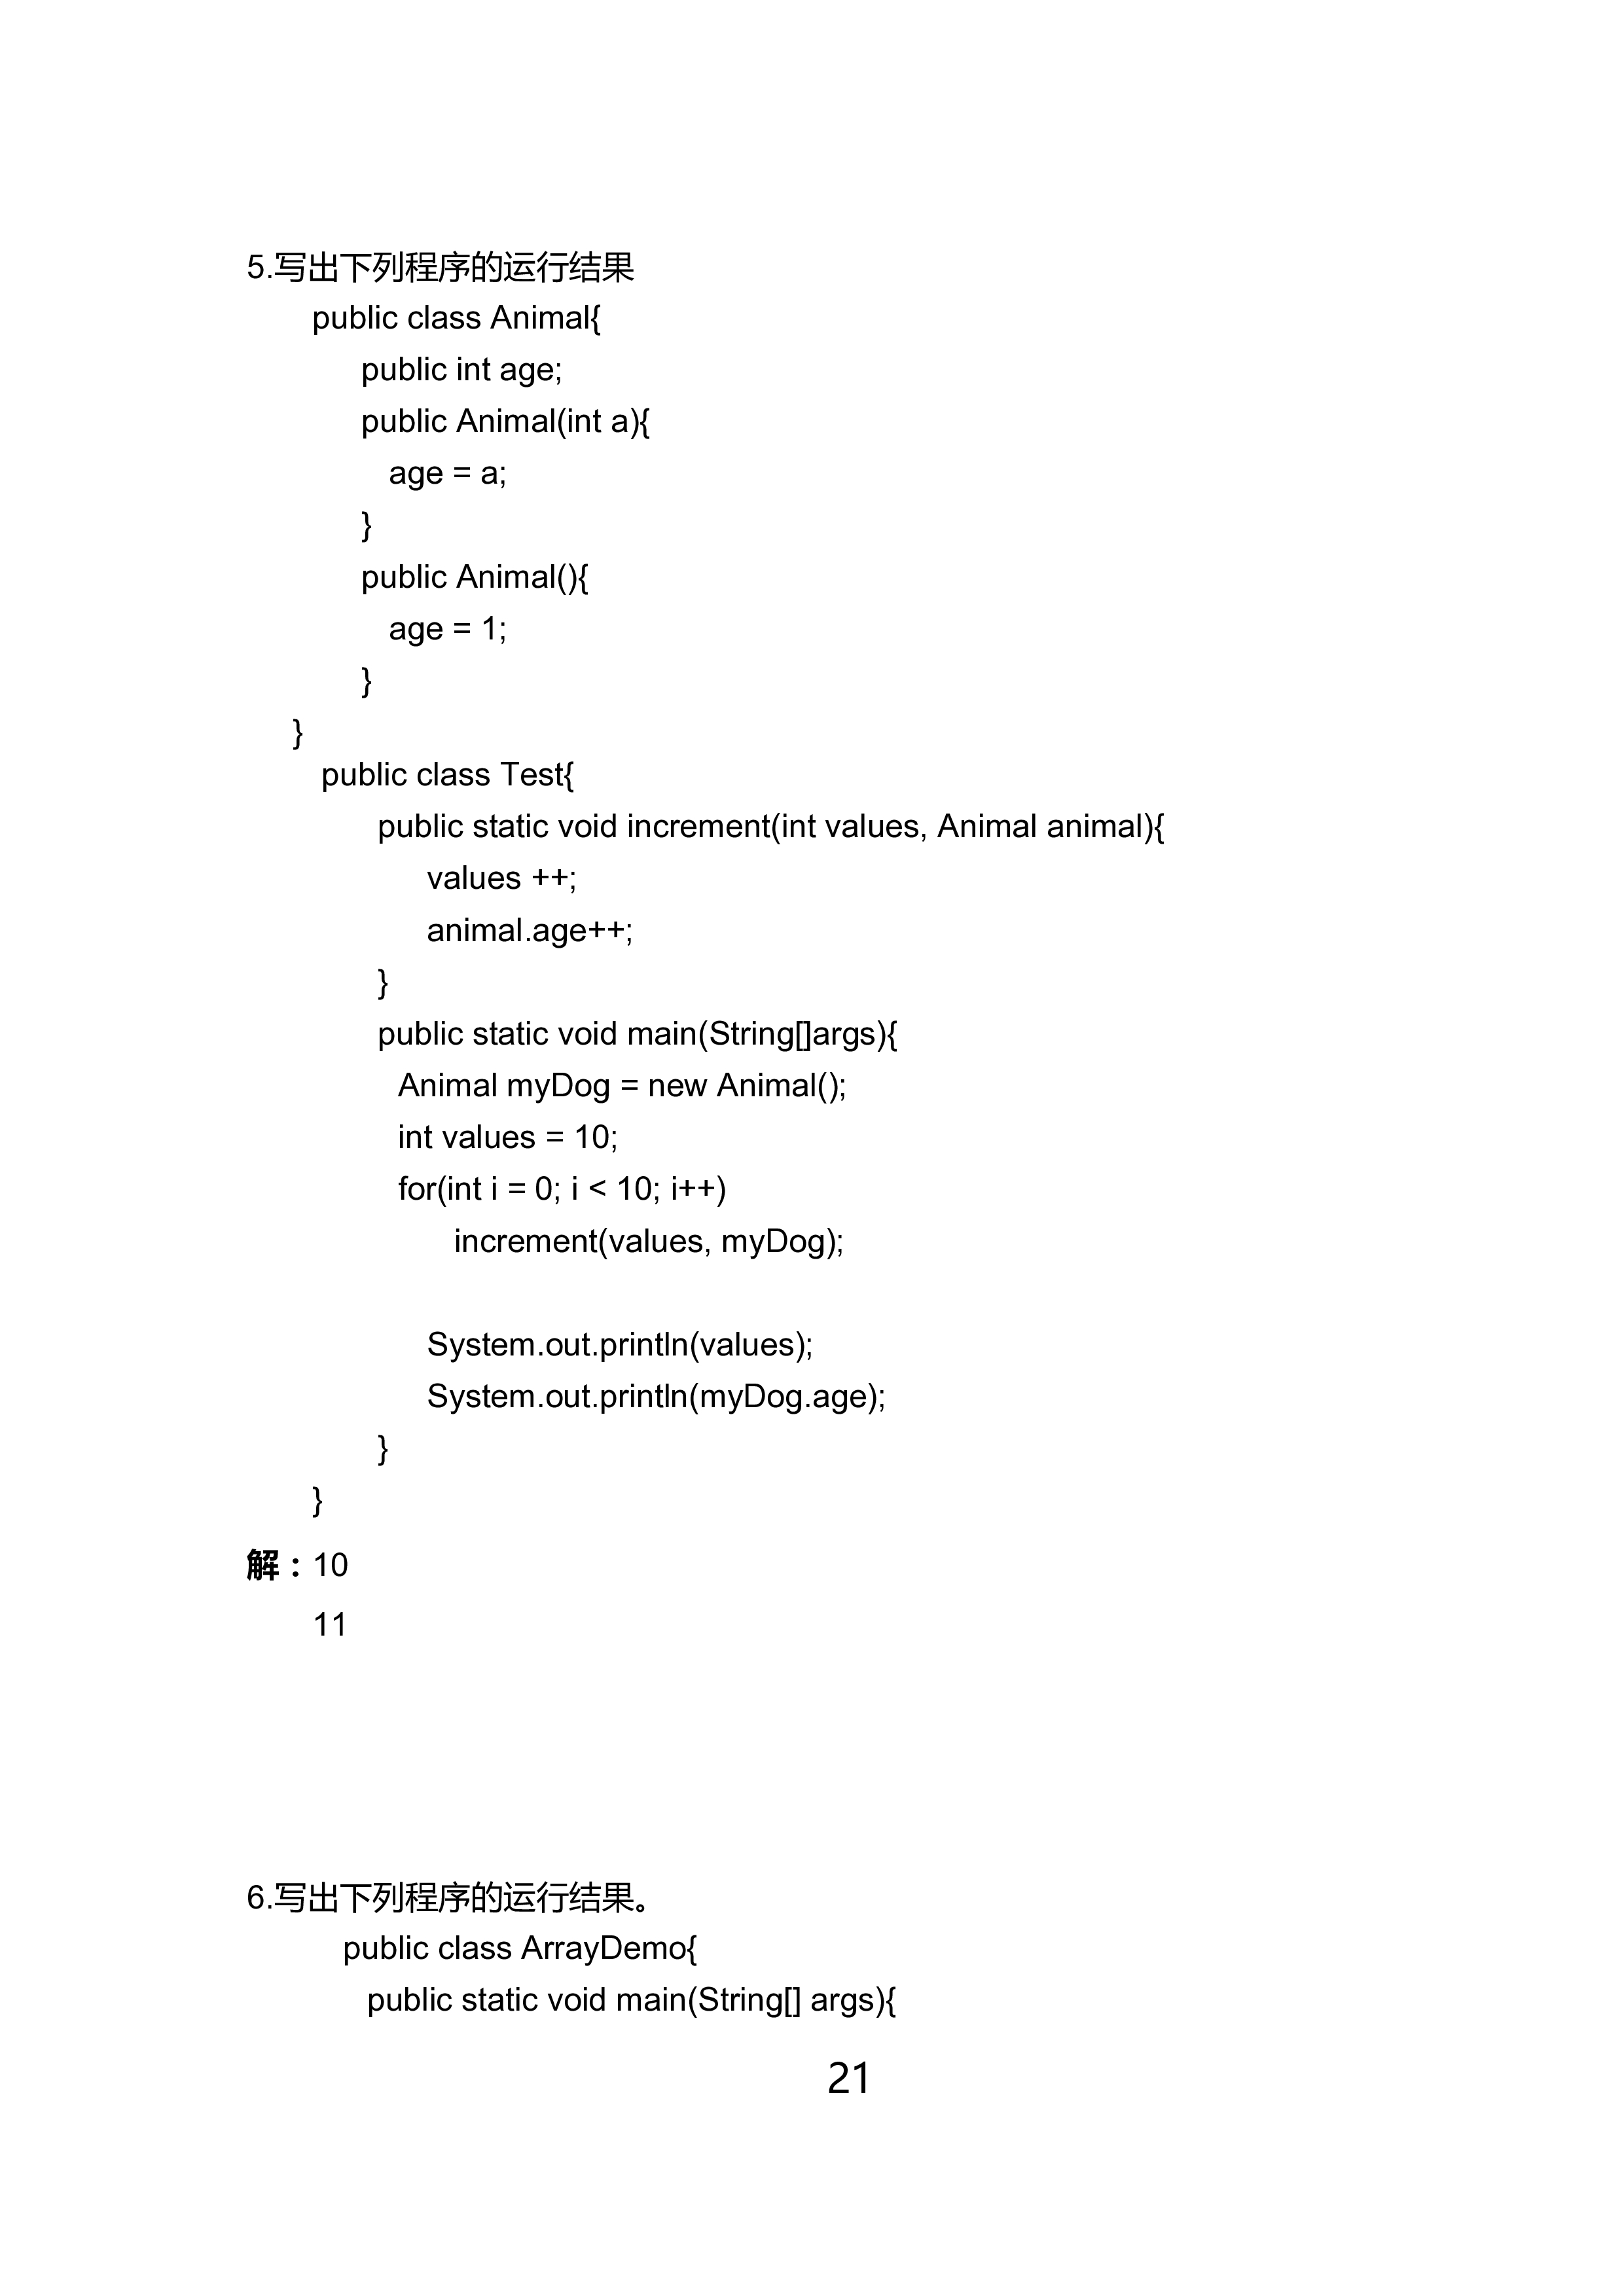 5.写出下列程序的运行结果
public class Animal{
public int age;
public Animal(int a){
age = a;
}
public Animal(){
age = 1;
}
}
public class Test{
public static void increment(int values, Animal animal){
values ++;
animal.age++;
}
public static void main(String[]args){
Animal myDog = new Animal();
int values = 10;
for(int i = 0; i < 10; i++)
increment(values, myDog);
System.out.println(values);
System.out.println(myDog.age);
}
}
解：10
11
6.写出下列程序的运行结果。
public class ArrayDemo{
public static void main(String[] args){
21